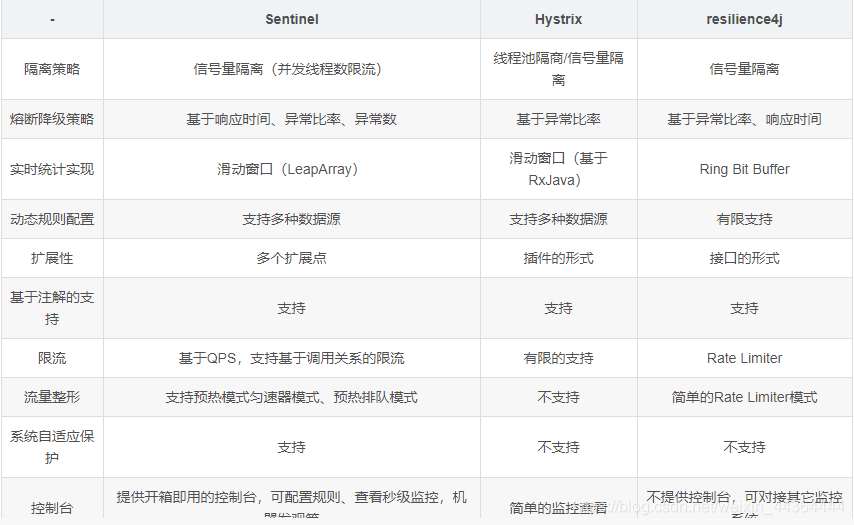 - Sentinel Hystrix resilience4j
隔离策略 信号量隔离（并发线程数限流） 线程池隔商/信号量隔
离 信号量隔离
熔断降级策略 基于响应时间、异常比率、异常数 基于异常比率 基于异常比率、响应时间
实时统计实现 滑动窗口（LeapArray） 滑动窗口（基于
RxJava） Ring Bit Buffer
动态规则配置 支持多种数据源 支持多种数据源 有限支持
扩展性 多个扩展点 插件的形式 接口的形式
基于注解的支
持 支持 支持 支持
限流 基于QPS，支持基于调用关系的限流 有限的支持 Rate Limiter
流量整形 支持预热模式匀速器模式、预热排队模式 不支持 简单的Rate Limiter模式
系统自适应保
护 支持 不支持 不支持
控制台 提供开箱即用的控制台，可配置规则、查看秒级监控，机
器发现等 简单的监控查看 不提供控制台，可对接其它监控
系统
blog.csdn.net/weixin_44364444